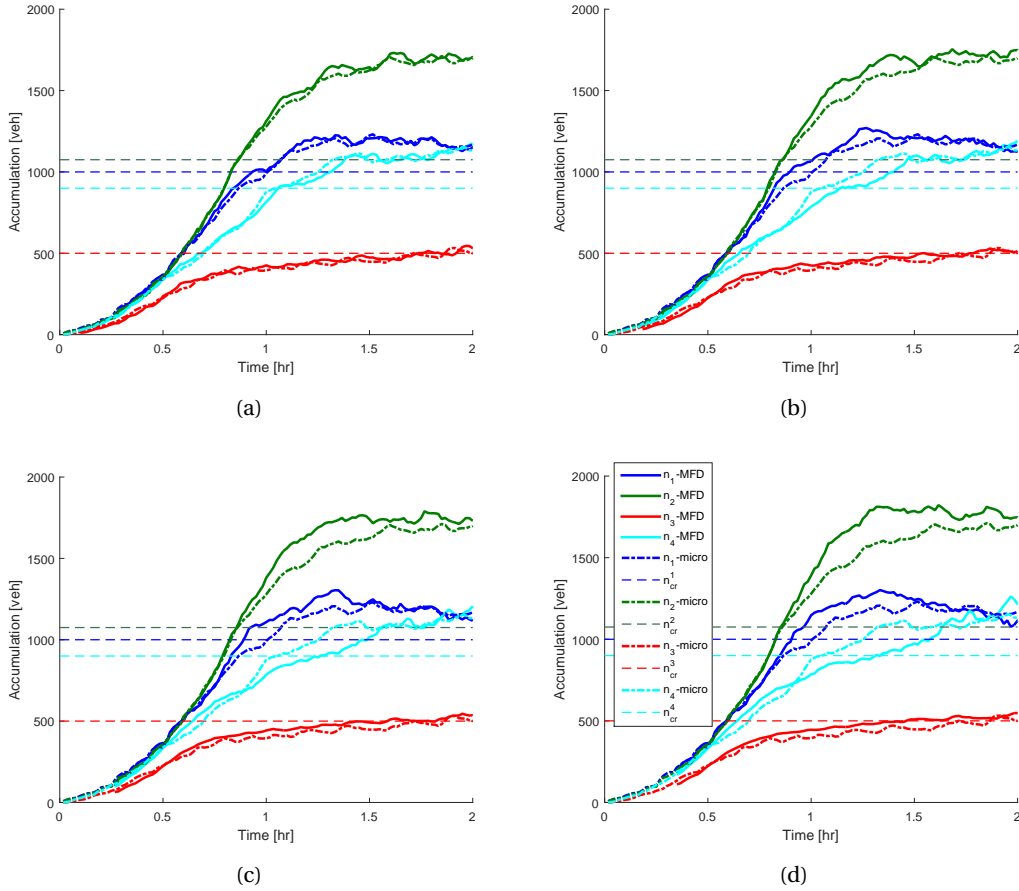 2000
1500
1000
500
0
Accumulation [veh]
0
0.5
1
1.5
2
Time [hr]
(a)
2000
1500
1000
500
0
Accumulation [veh]
0
0.5
1
1.5
2
Time [hr]
(b)
2000
1500
1000
500
0
Accumulation [veh]
0
0.5
1
1.5
2
Time [hr]
(c)
2000
1500
1000
500
0
Accumulation [veh]
n1-MFD
n2-MFD
n3-MFD
n4-MFD
n1-micro
n1cr
n2-micro
n2cr
n3-micro
n3cr
n4-micro
n4cr
0
0.5
1
1.5
2
Time [hr]
(d)